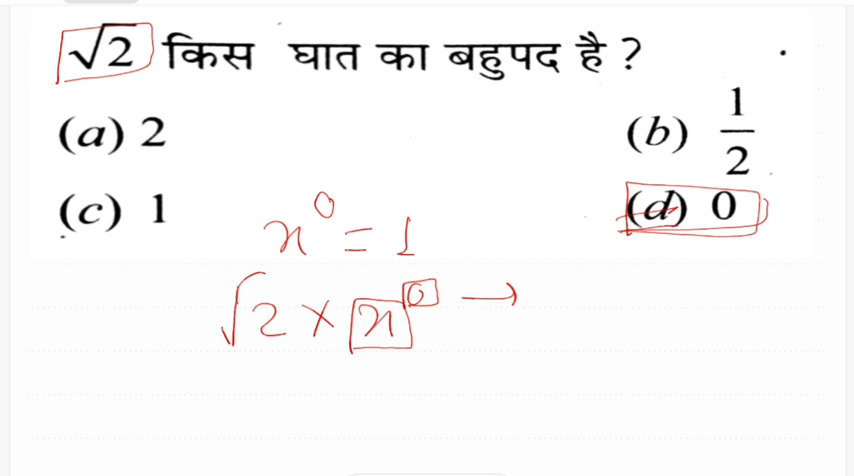 √2 किस घात का बहुपद है ?
(a) 2 (b) 1/2
(c) 1 (d) 0
x⁰ = 1
√2 × x⁰ →